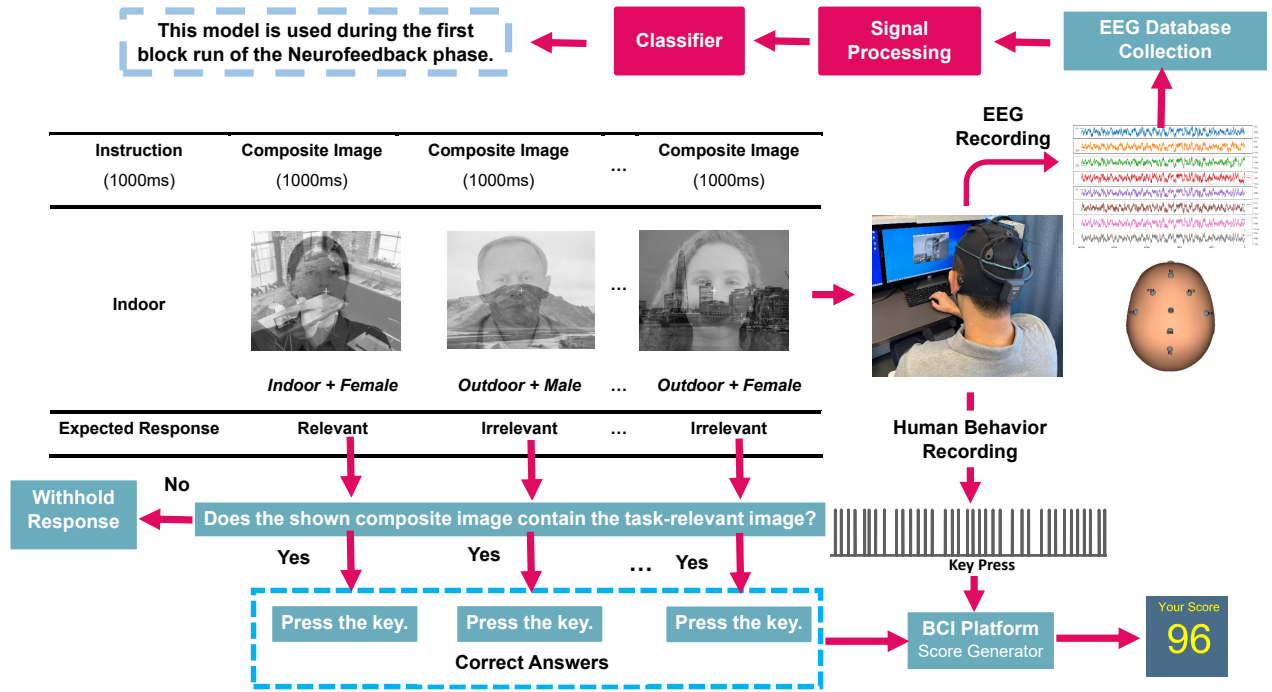 This model is used during the first
block run of the Neurofeedback phase.
Classifier
Signal
Processing
EEG Database
Collection
EEG
Recording
Instruction
(1000ms)
Composite Image
(1000ms)
Composite Image
(1000ms)
...
Composite Image
(1000ms)
Indoor
...
Indoor + Female
Outdoor + Male
...
Outdoor + Female
Expected Response
Relevant
Irrelevant
...
Irrelevant
Human Behavior
Recording
Withhold
Response
No
Does the shown composite image contain the task-relevant image?
Yes
Yes
...
Yes
Key Press
Press the key.
Press the key.
Press the key.
Correct Answers
BCI Platform
Score Generator
Your Score
96